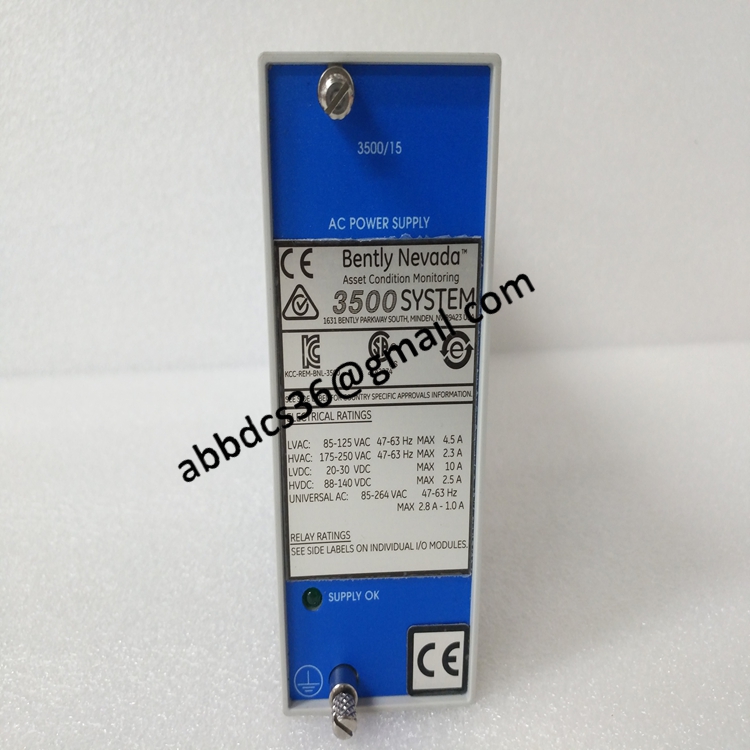 3500/15
AC POWER SUPPLY
CE
Bently Nevada™
Asset Condition Monitoring
3500 SYSTEM
1631 BENTLY PARKWAY SOUTH, MINDEN,
abbdcs36@gmail.com
ELECTRICAL RATINGS
LVAC: 85-125 VAC 47-63 Hz MAX 4.5 A
HVAC: 175-250 VAC 47-63 Hz MAX 2.3 A
LVDC: 20-30 VDC MAX 10 A
HVDC: 88-140 VDC MAX 2.5 A
UNIVERSAL AC: 85-264 VAC 47-63 Hz
MAX 2.8 A - 1.0 A
RELAY RATINGS
SEE SIDE LABELS ON INDIVIDUAL I/O MODULES.
SUPPLY OK
CE